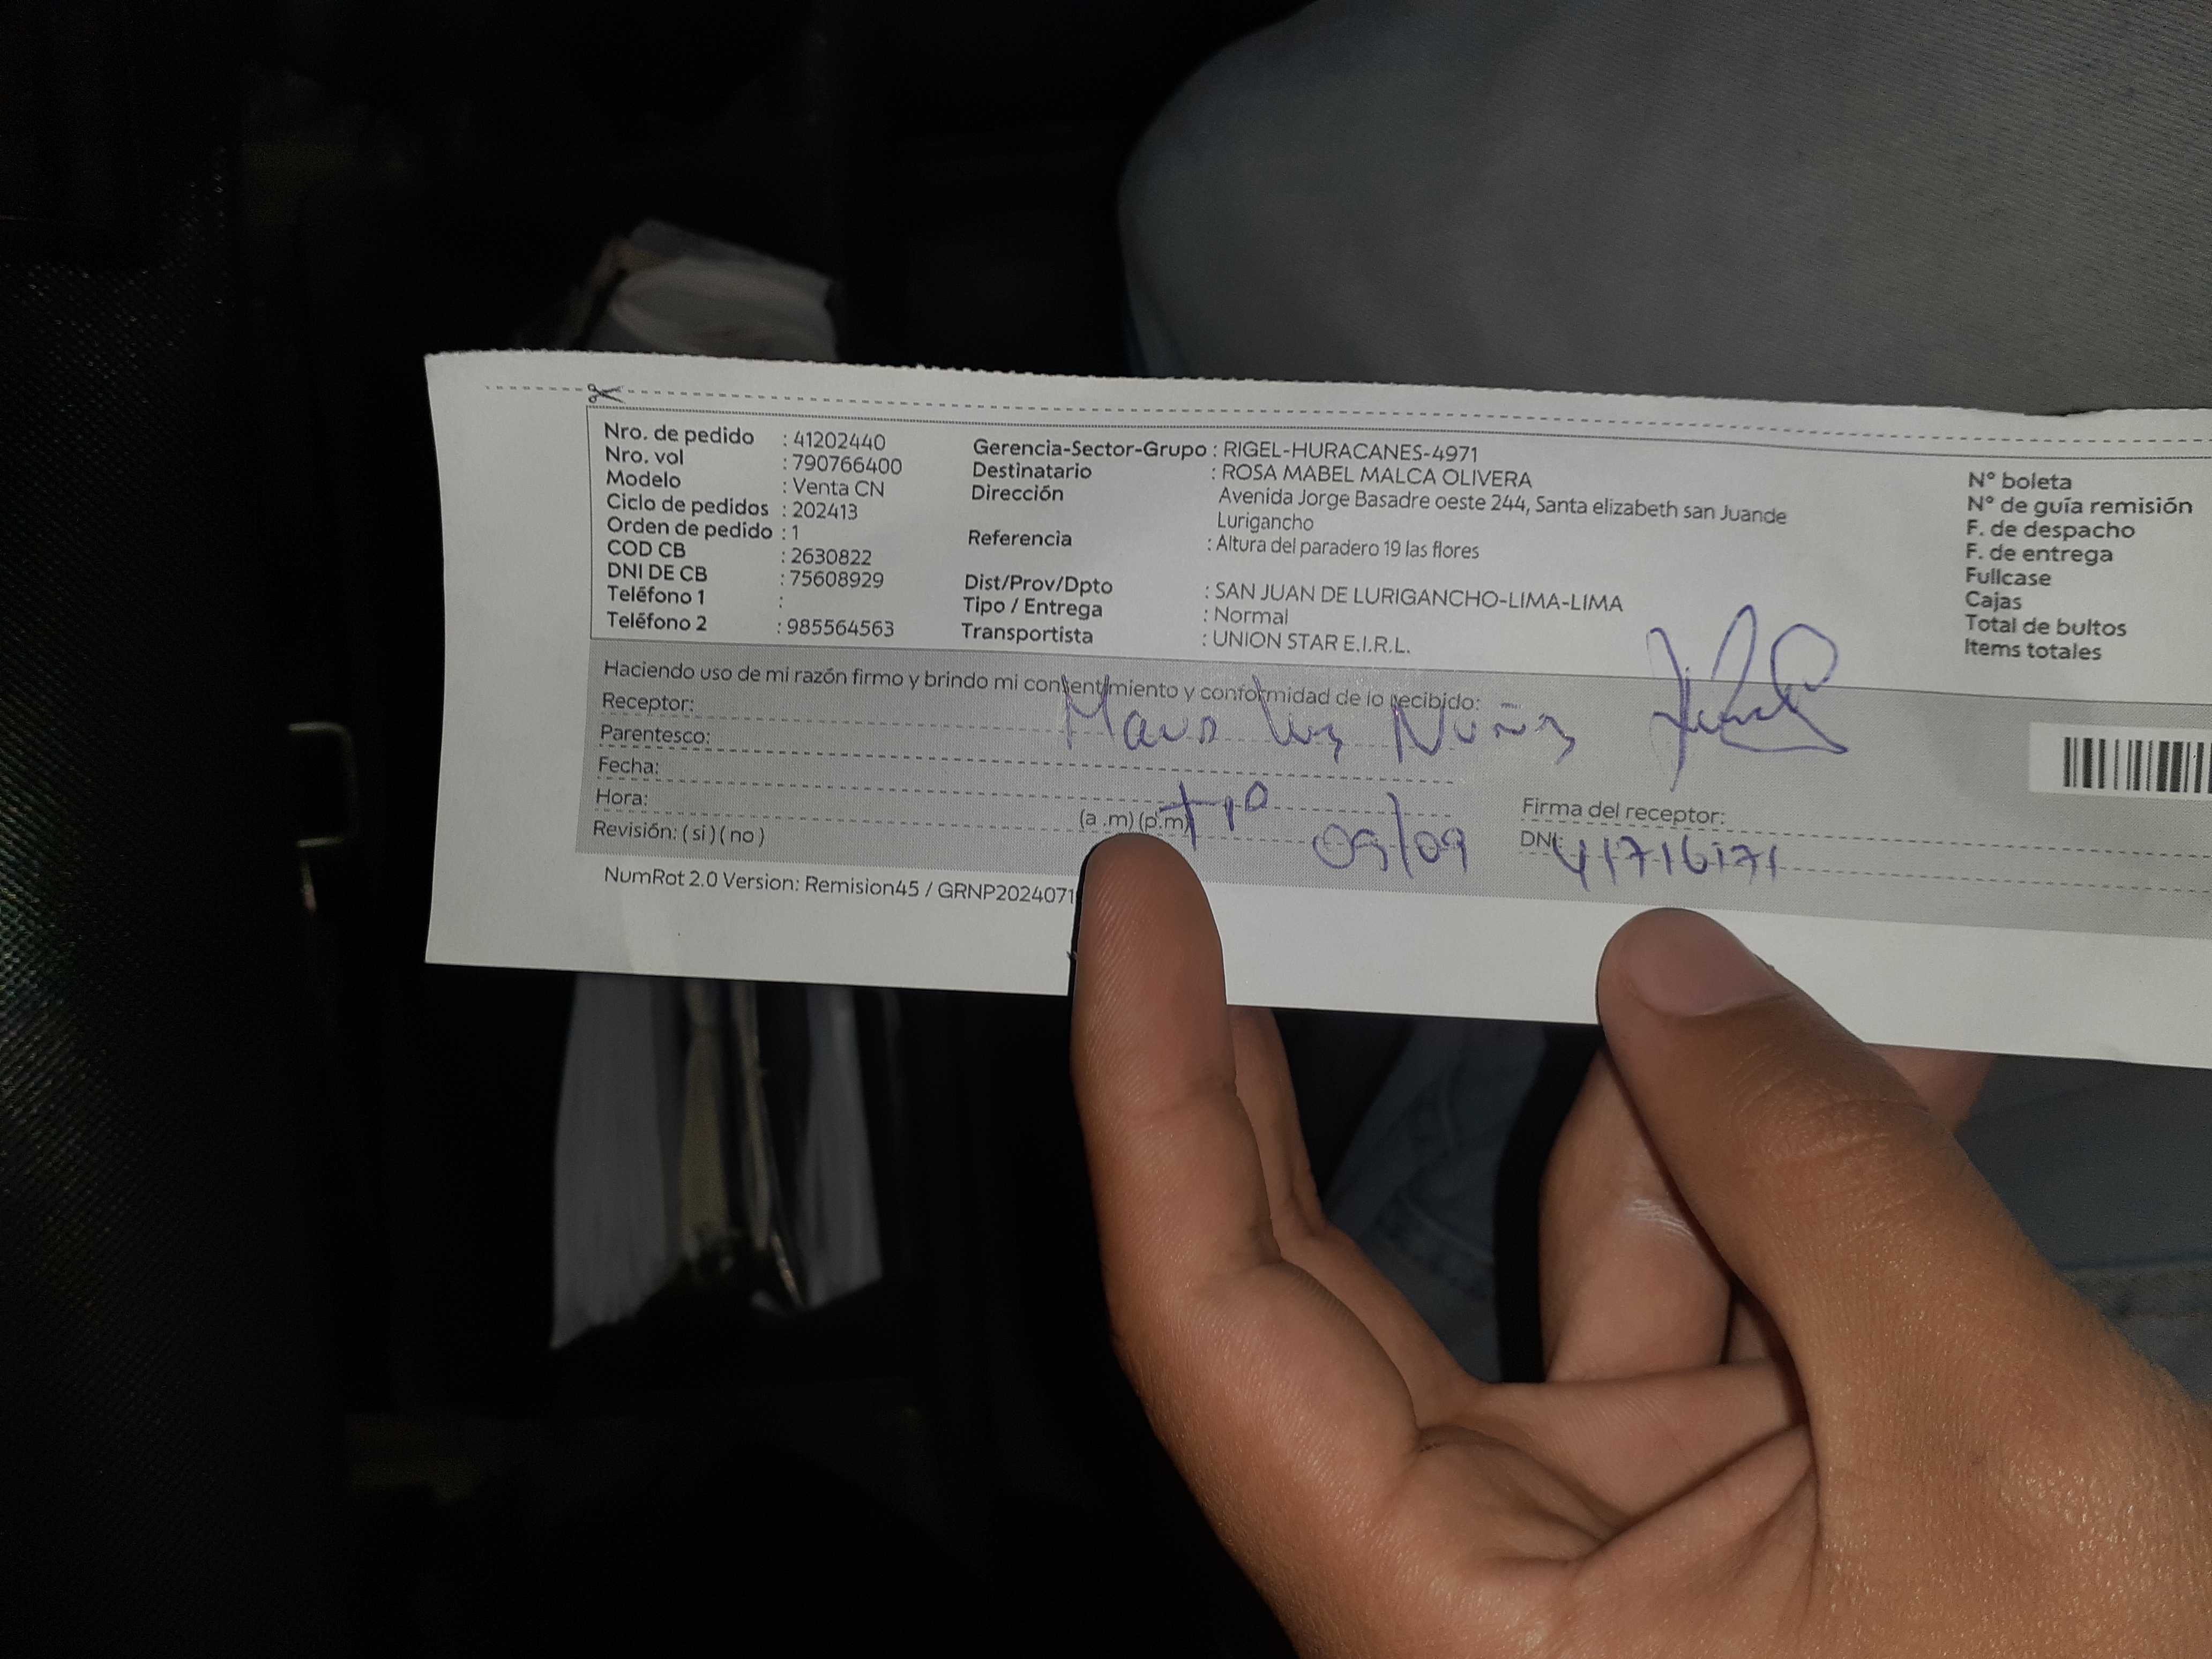 Nro. de pedido : 41202440
Nro. vol : 790766400
Modelo : Venta CN
Ciclo de pedidos : 202413
Orden de pedido : 1
COD CB : 2630822
DNI DE CB : 75608929
Teléfono 1 :
Teléfono 2 : 985564563
Gerencia-Sector-Grupo : RIGEL-HURACANES-4971
Destinatario : ROSA MABEL MALCA OLIVERA
Dirección Avenida Jorge Basadre oeste 244, Santa elizabeth san Juande
Lurigancho
Referencia : Altura del paradero 19 las flores
Dist/Prov/Dpto : SAN JUAN DE LURIGANCHO-LIMA-LIMA
Tipo / Entrega : Normal
Transportista : UNION STAR E.I.R.L.
N° boleta
N° de guía remisión
F. de despacho
F. de entrega
Fullcase
Cajas
Total de bultos
Items totales
Haciendo uso de mi razón firmo y brindo mi consentimiento y conformidad de lo recibido:
Receptor:
Nuñez
Parentesco:
Fecha:
Hora: (a .m) (p.m)
tio
09/09
Revisión: ( si ) ( no )
Firma del receptor:
DNI: 41716171
NumRot 2.0 Version: Remision45 / GRNP2024071